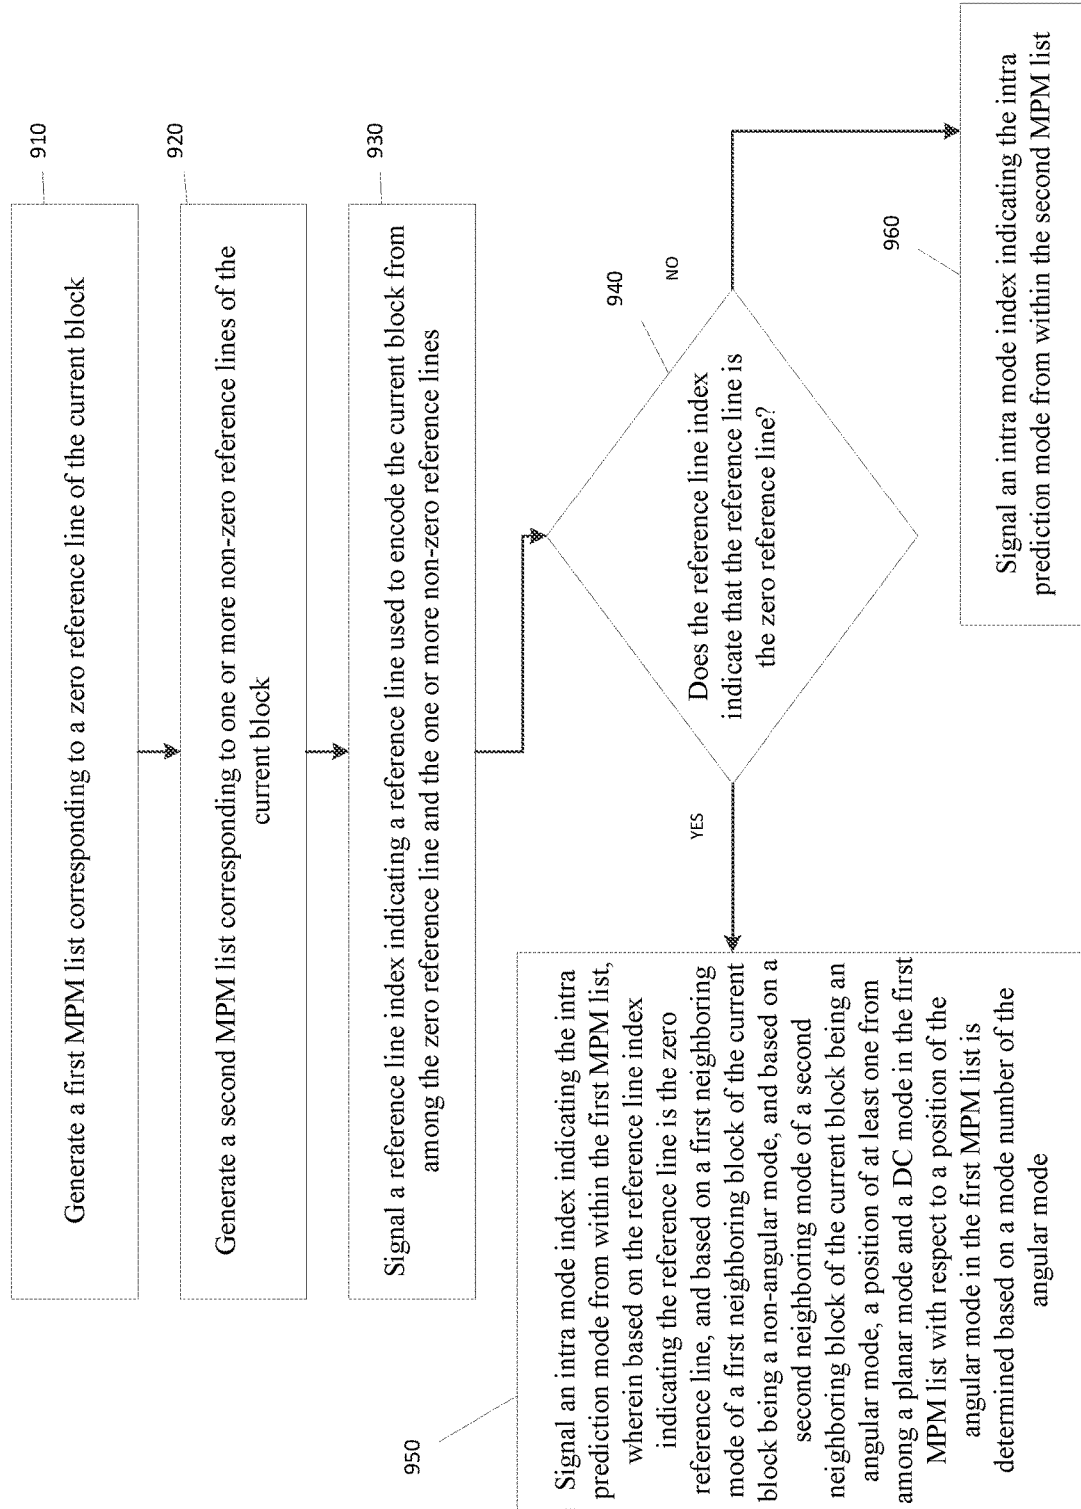 910
Generate a first MPM list corresponding to a zero reference line of the current block
920
Generate a second MPM list corresponding to one or more non-zero reference lines of the
current block
930
Signal a reference line index indicating a reference line used to encode the current block from
among the zero reference line and the one or more non-zero reference lines
940
Does the reference line index
indicate that the reference line is
the zero reference line?
YES
NO
950
Signal an intra mode index indicating the intra
prediction mode from within the first MPM list,
wherein based on the reference line index
indicating the reference line is the zero
reference line, and based on a first neighboring
mode of a first neighboring block of the current
block being a non-angular mode, and based on a
second neighboring mode of a second
neighboring block of the current block being an
angular mode, a position of at least one from
among a planar mode and a DC mode in the first
MPM list with respect to a position of the
angular mode in the first MPM list is
determined based on a mode number of the
angular mode
960
Signal an intra mode index indicating the intra
prediction mode from within the second MPM list